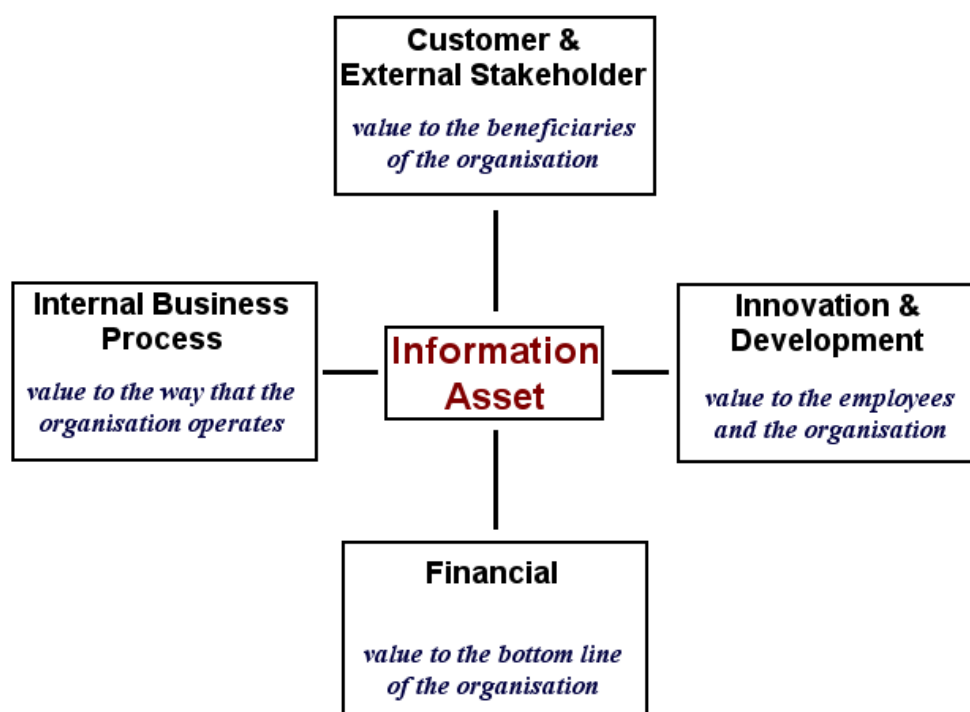 Customer &
External Stakeholder
value to the beneficiaries
of the organisation
Internal Business
Process
value to the way that the
organisation operates
Information
Asset
Innovation &
Development
value to the employees
and the organisation
Financial
value to the bottom line
of the organisation